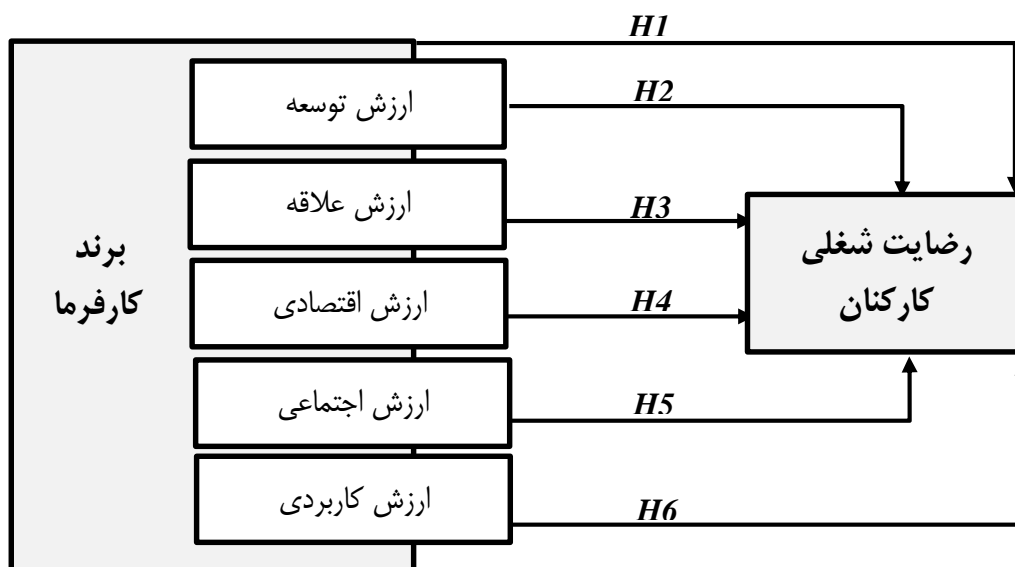 H1
ارزش توسعه
H2
ارزش علاقه
H3
برند
کارفرما
رضایت شغلی
کارکنان
ارزش اقتصادی
H4
ارزش اجتماعی
H5
ارزش کاربردی
H6